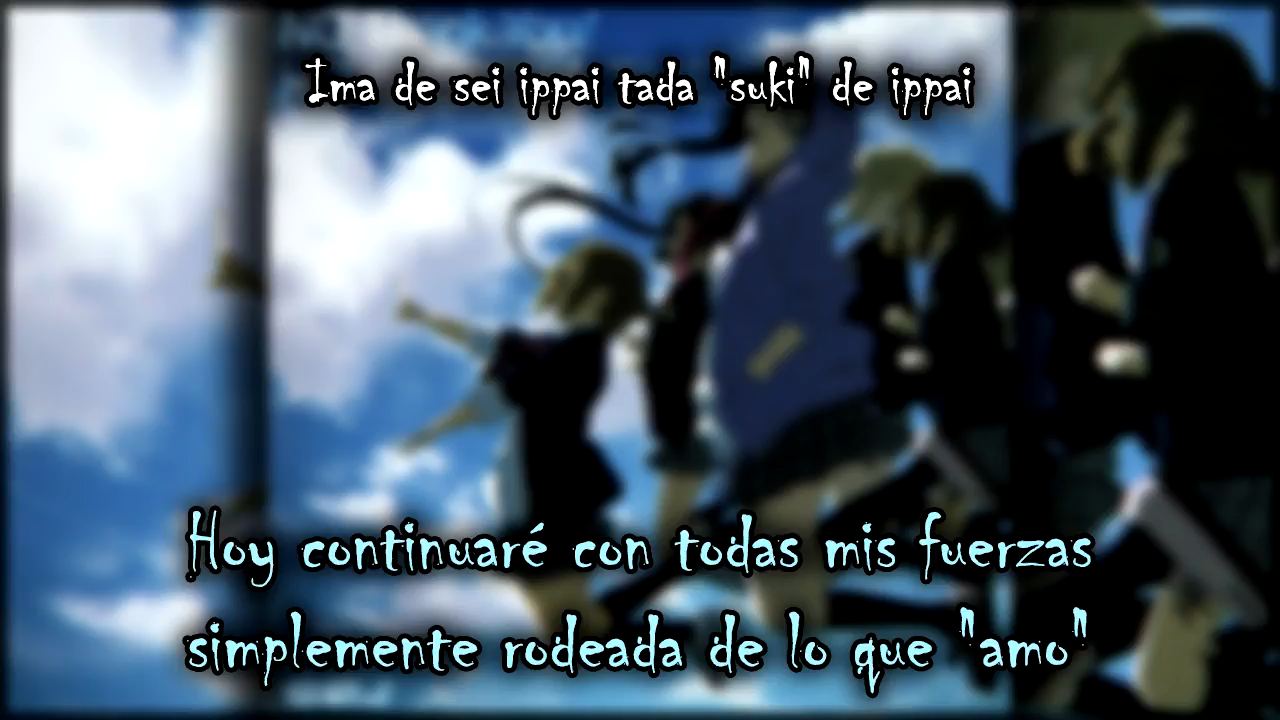 Ima de sei ippai tada "suki" de ippai
Hoy continuaré con todas mis fuerzas
simplemente rodeada de lo que "amo"